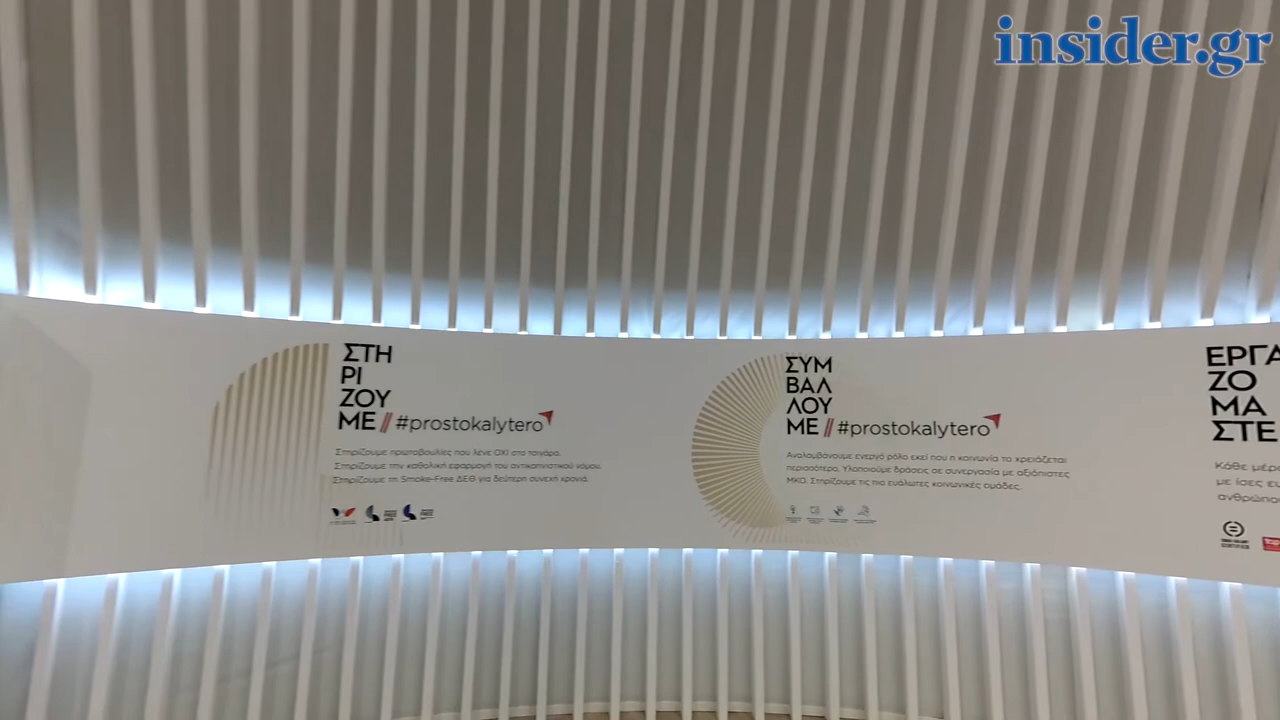 insider.gr
ΣΤΗ
ΡΙ
ΖΟΥ
ΜΕ//#prostokalytero
Στηρίζουμε πρωτοβουλίες που λένε ΟΧΙ στο τσιγάρο.
Στηρίζουμε την καθολική εφαρμογή του αντικαπνιστικού νόμου.
Στηρίζουμε τη Smoke-Free ΔΕΘ για δεύτερη συνεχή χρονιά.
ΣΥΜ
ΒΑΛ
ΛΟΥ
ΜΕ//#prostokalytero
Αναλαμβάνουμε ενεργό ρόλο εκεί που η κοινωνία το χρειάζεται
περισσότερο. Υλοποιούμε δράσεις σε συνεργασία με αξιόπιστες
ΜΚΟ. Στηρίζουμε τις πιο ευάλωτες κοινωνικές ομάδες.
ΕΡΓΑ
ΖΟ
ΜΑ
ΣΤΕ
Κάθε
με ίσες